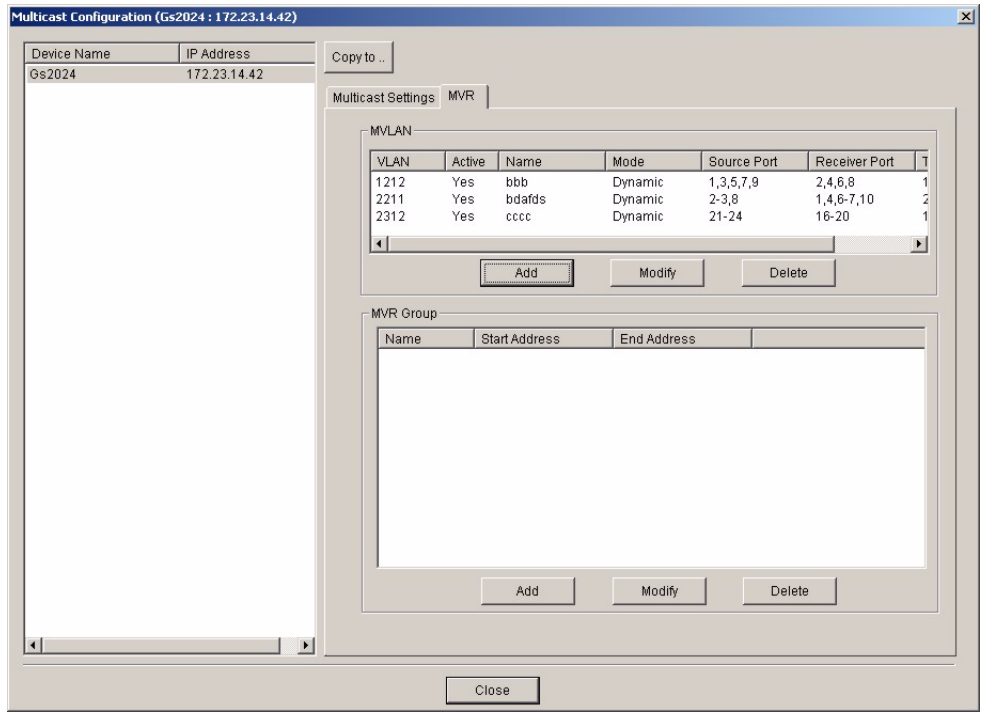 Multicast Configuration (Gs2024 : 172.23.14.42)
Device Name IP Address
Gs2024 172.23.14.42
Copy to ..
Multicast Settings MVR
MVLAN
VLAN Active Name Mode Source Port Receiver Port T
1212 Yes bbb Dynamic 1,3,5,7,9 2,4,6,8 1
2211 Yes bdafds Dynamic 2-3,8 1,4,6-7,10 2
2312 Yes cccc Dynamic 21-24 16-20 1
Add Modify Delete
MVR Group
Name Start Address End Address
Add Modify Delete
Close